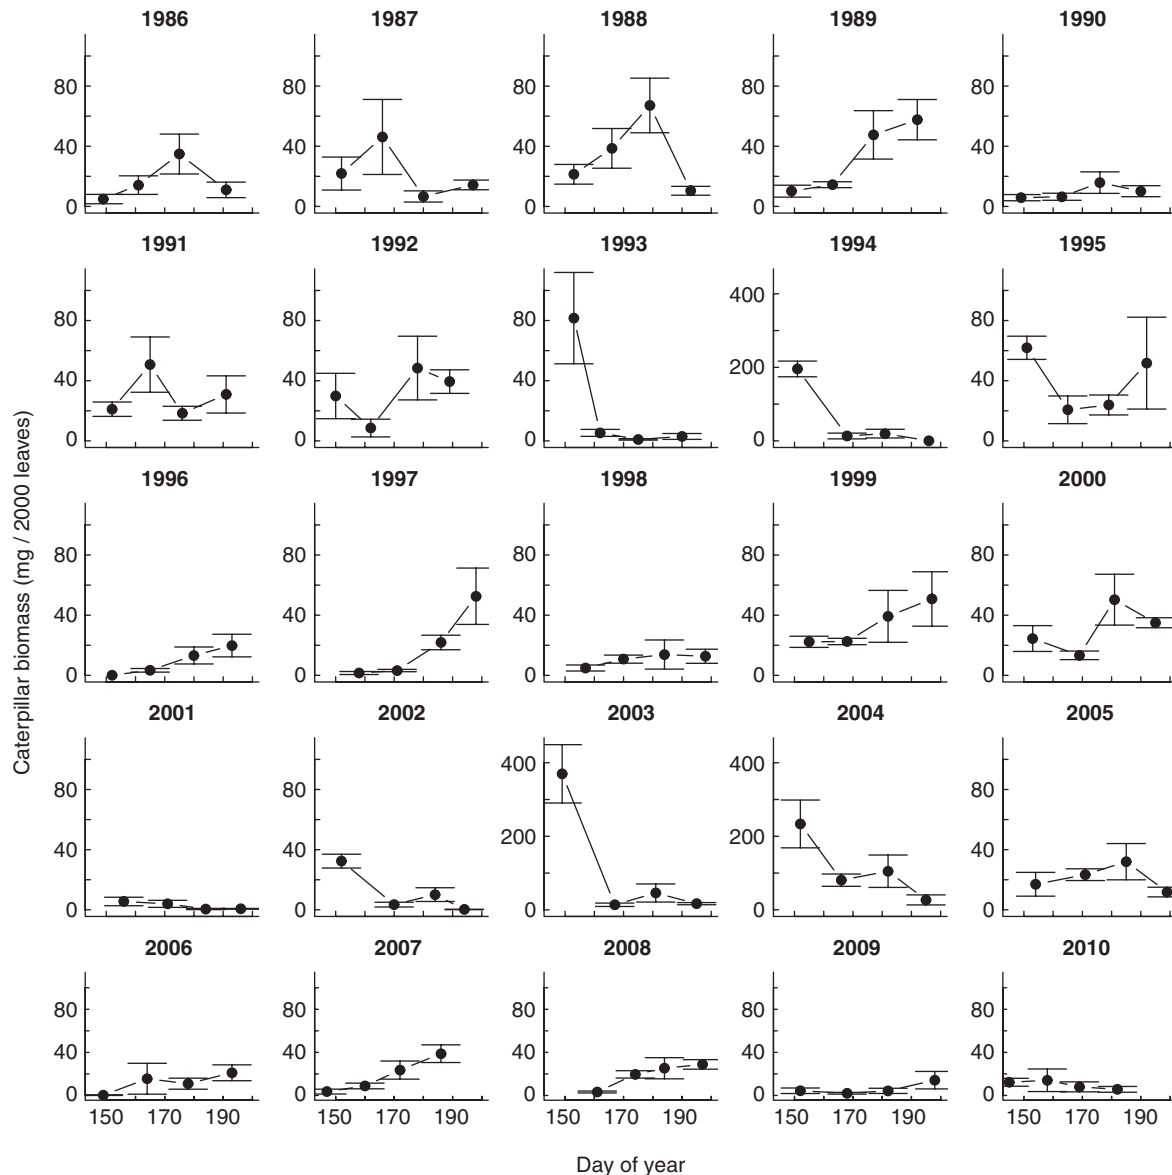 1986 1987 1988 1989 1990
80 80 80 80 80
40 40 40 40 40
0 0 0 0 0
1991 1992 1993 1994 1995
80 80 80 400 80
40 40 40 200 40
0 0 0 0 0
1996 1997 1998 1999 2000
80 80 80 80 80
40 40 40 40 40
0 0 0 0 0
Caterpillar biomass (mg / 2000 leaves)
2001 2002 2003 2004 2005
80 80 400 400 80
40 40 200 200 40
0 0 0 0 0
2006 2007 2008 2009 2010
80 80 80 80 80
40 40 40 40 40
0 0 0 0 0
150 170 190 150 170 190 150 170 190 150 170 190 150 170 190
Day of year